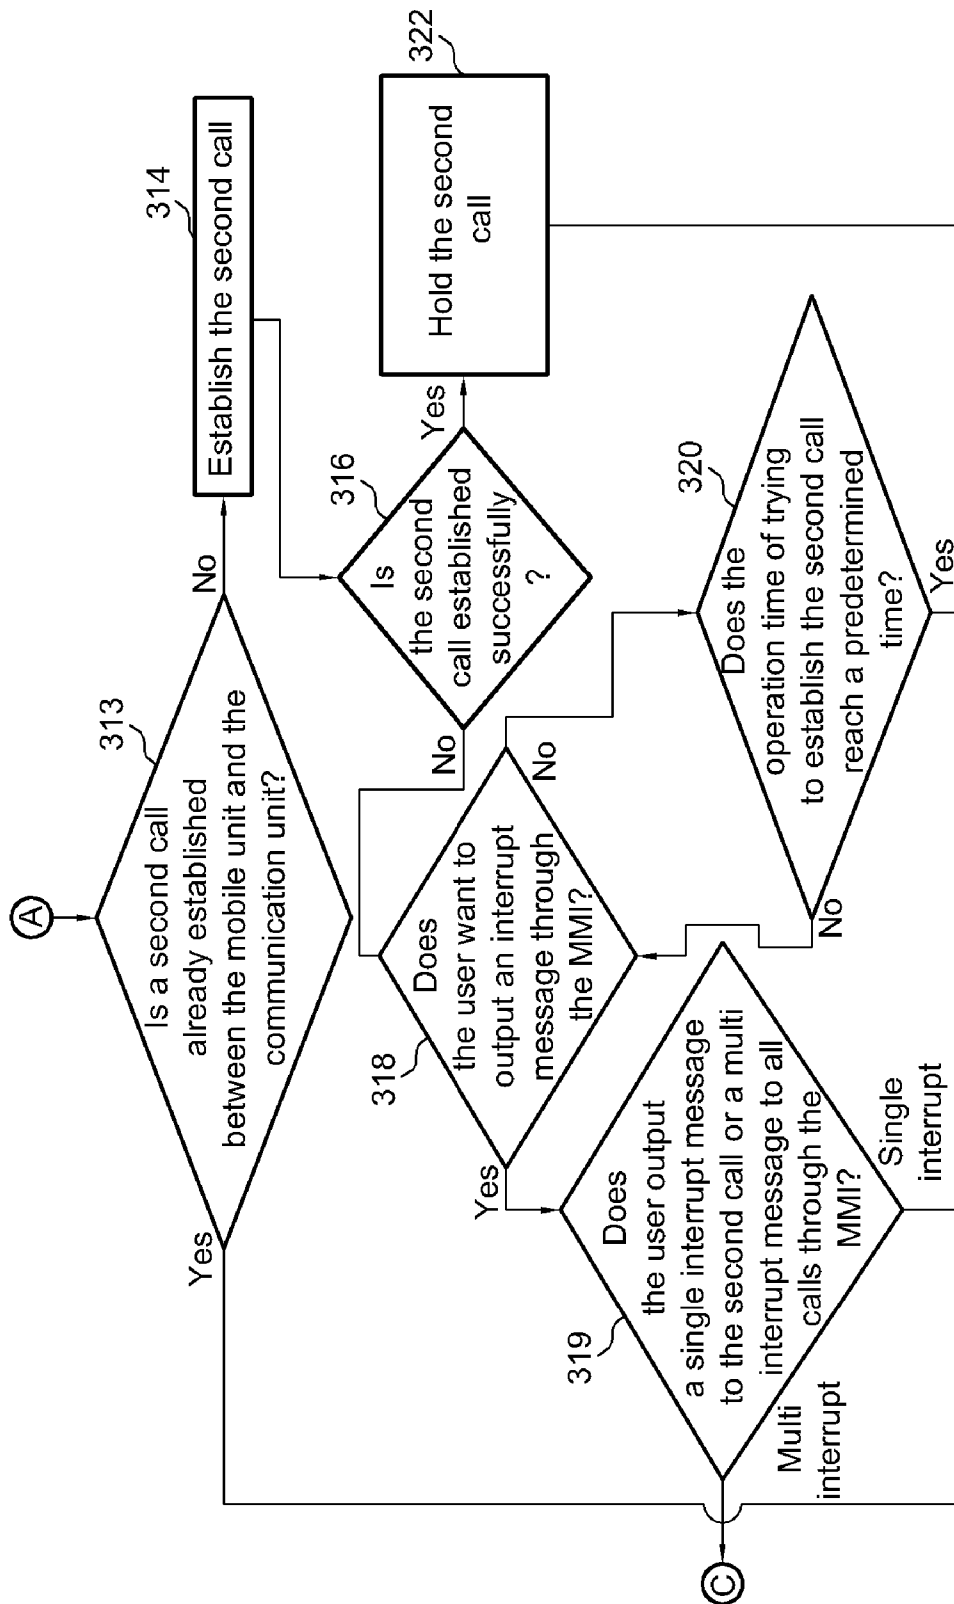 A
313
Is a second call
already established
between the mobile unit and the
communication unit?
Yes
No
314
Establish the second call
316
Is
the second
call established
successfully
?
Yes
No
322
Hold the second
call
318
Does
the user want to
output an interrupt
message through
the MMI?
Yes
No
319
Does
the user output
a single interrupt message
to the second call or a multi
interrupt message to all
calls through the
MMI?
Multi
interrupt
Single
interrupt
320
Does the
operation time of trying
to establish the second call
reach a predetermined
time?
No
Yes
C